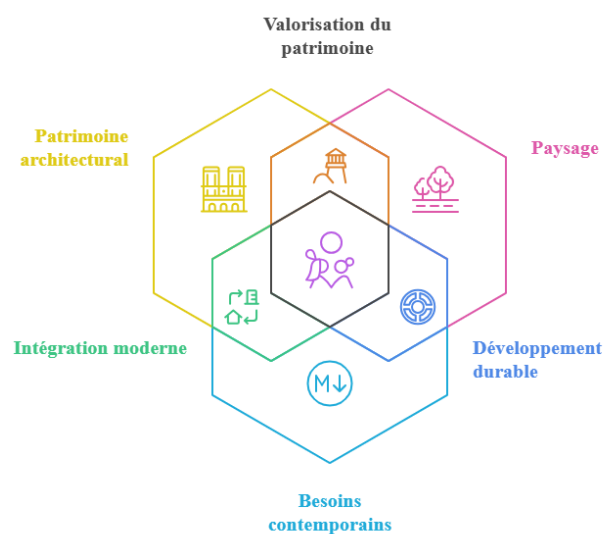 Valorisation du
patrimoine
Patrimoine
architectural
Paysage
Intégration moderne
Développement
durable
M↓
Besoins
contemporains